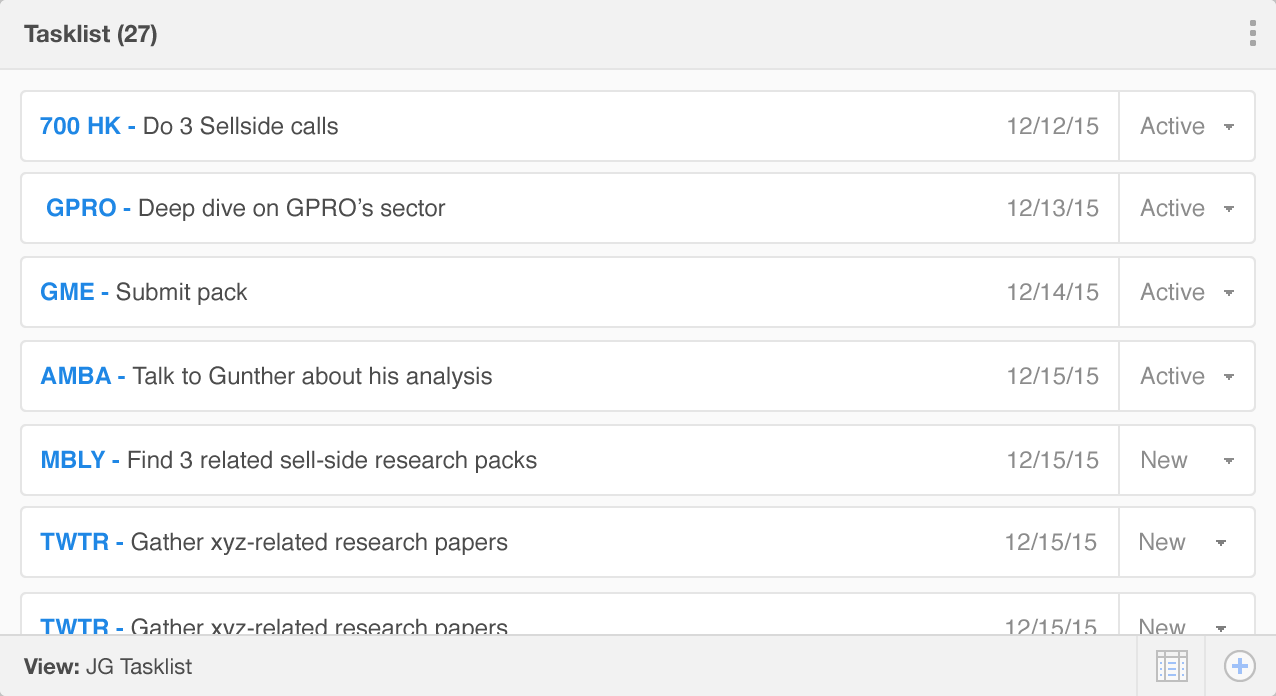 Tasklist (27)
700 HK - Do 3 Sellside calls 12/12/15 Active
GPRO - Deep dive on GPRO’s sector 12/13/15 Active
GME - Submit pack 12/14/15 Active
AMBA - Talk to Gunther about his analysis 12/15/15 Active
MBLY - Find 3 related sell-side research packs 12/15/15 New
TWTR - Gather xyz-related research papers 12/15/15 New
TWTR - Gather xyz-related research papers 12/15/15 New
View: JG Tasklist